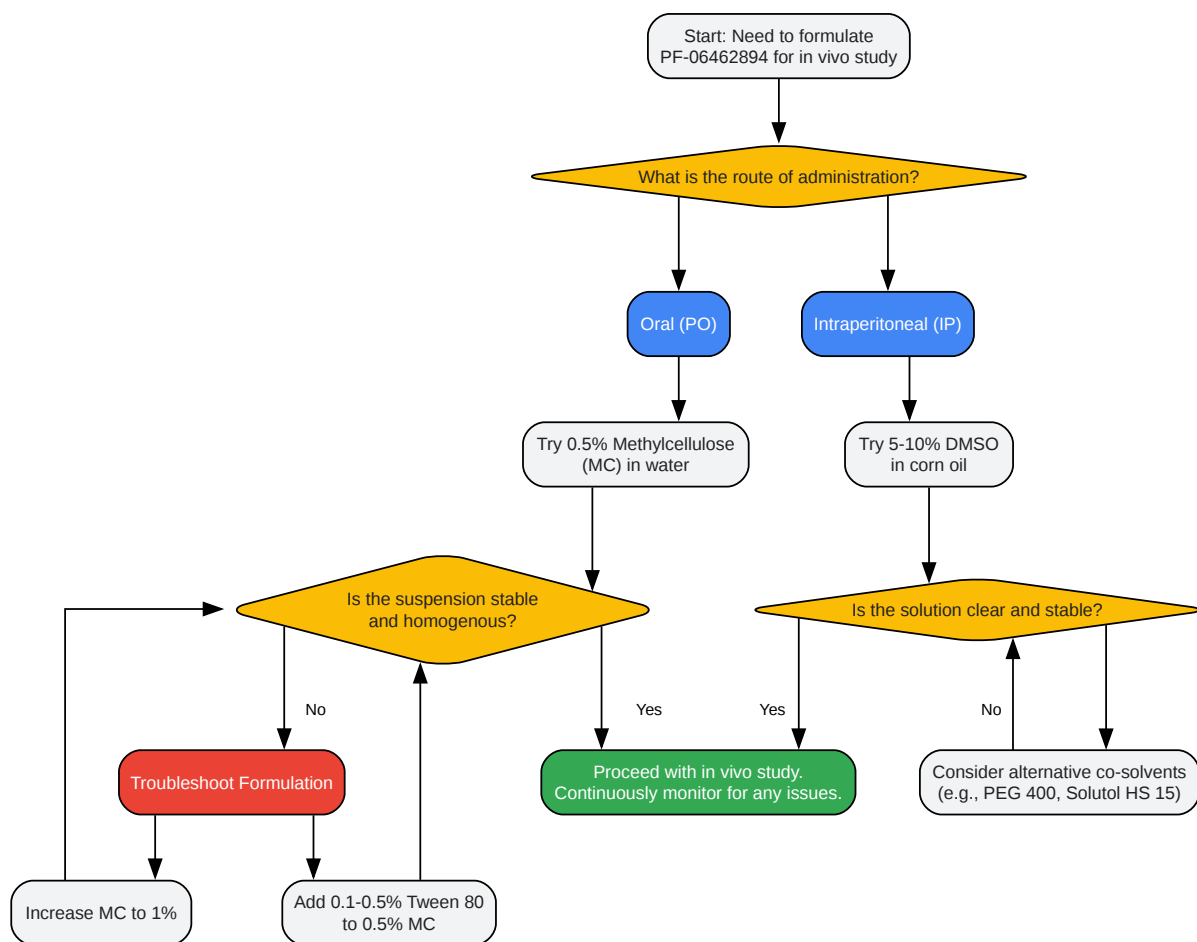 Start: Need to formulate
PF-06462894 for in vivo study
What is the route of administration?
Oral (PO)
Intraperitoneal (IP)
Try 0.5% Methylcellulose
(MC) in water
Try 5-10% DMSO
in corn oil
Is the suspension stable
and homogenous?
Is the solution clear and stable?
No
Yes
Yes
No
Troubleshoot Formulation
Proceed with in vivo study.
Continuously monitor for any issues.
Consider alternative co-solvents
(e.g., PEG 400, Solutol HS 15)
Increase MC to 1%
Add 0.1-0.5% Tween 80
to 0.5% MC